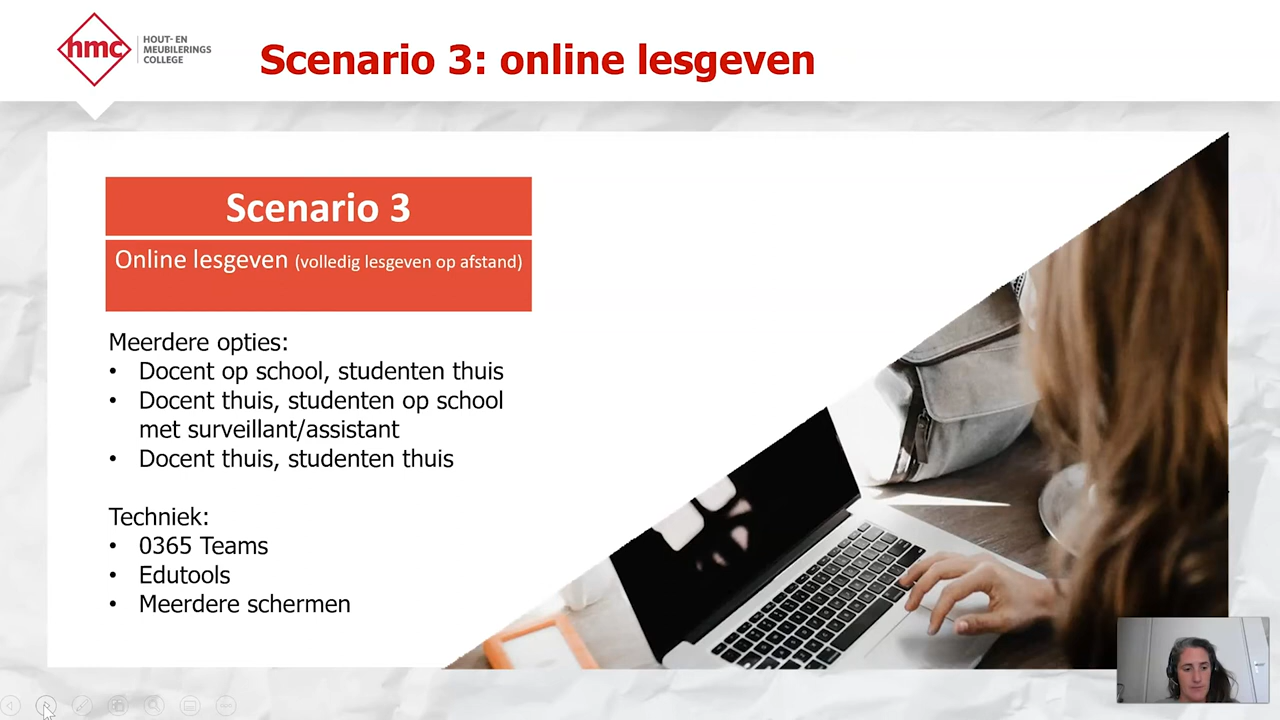 hmc
HOUT- EN
MEUBILERINGS
COLLEGE
Scenario 3: online lesgeven
Scenario 3
Online lesgeven (volledig lesgeven op afstand)
Meerdere opties:
• Docent op school, studenten thuis
• Docent thuis, studenten op school
met surveillant/assistant
• Docent thuis, studenten thuis
Techniek:
• 0365 Teams
• Edutools
• Meerdere schermen